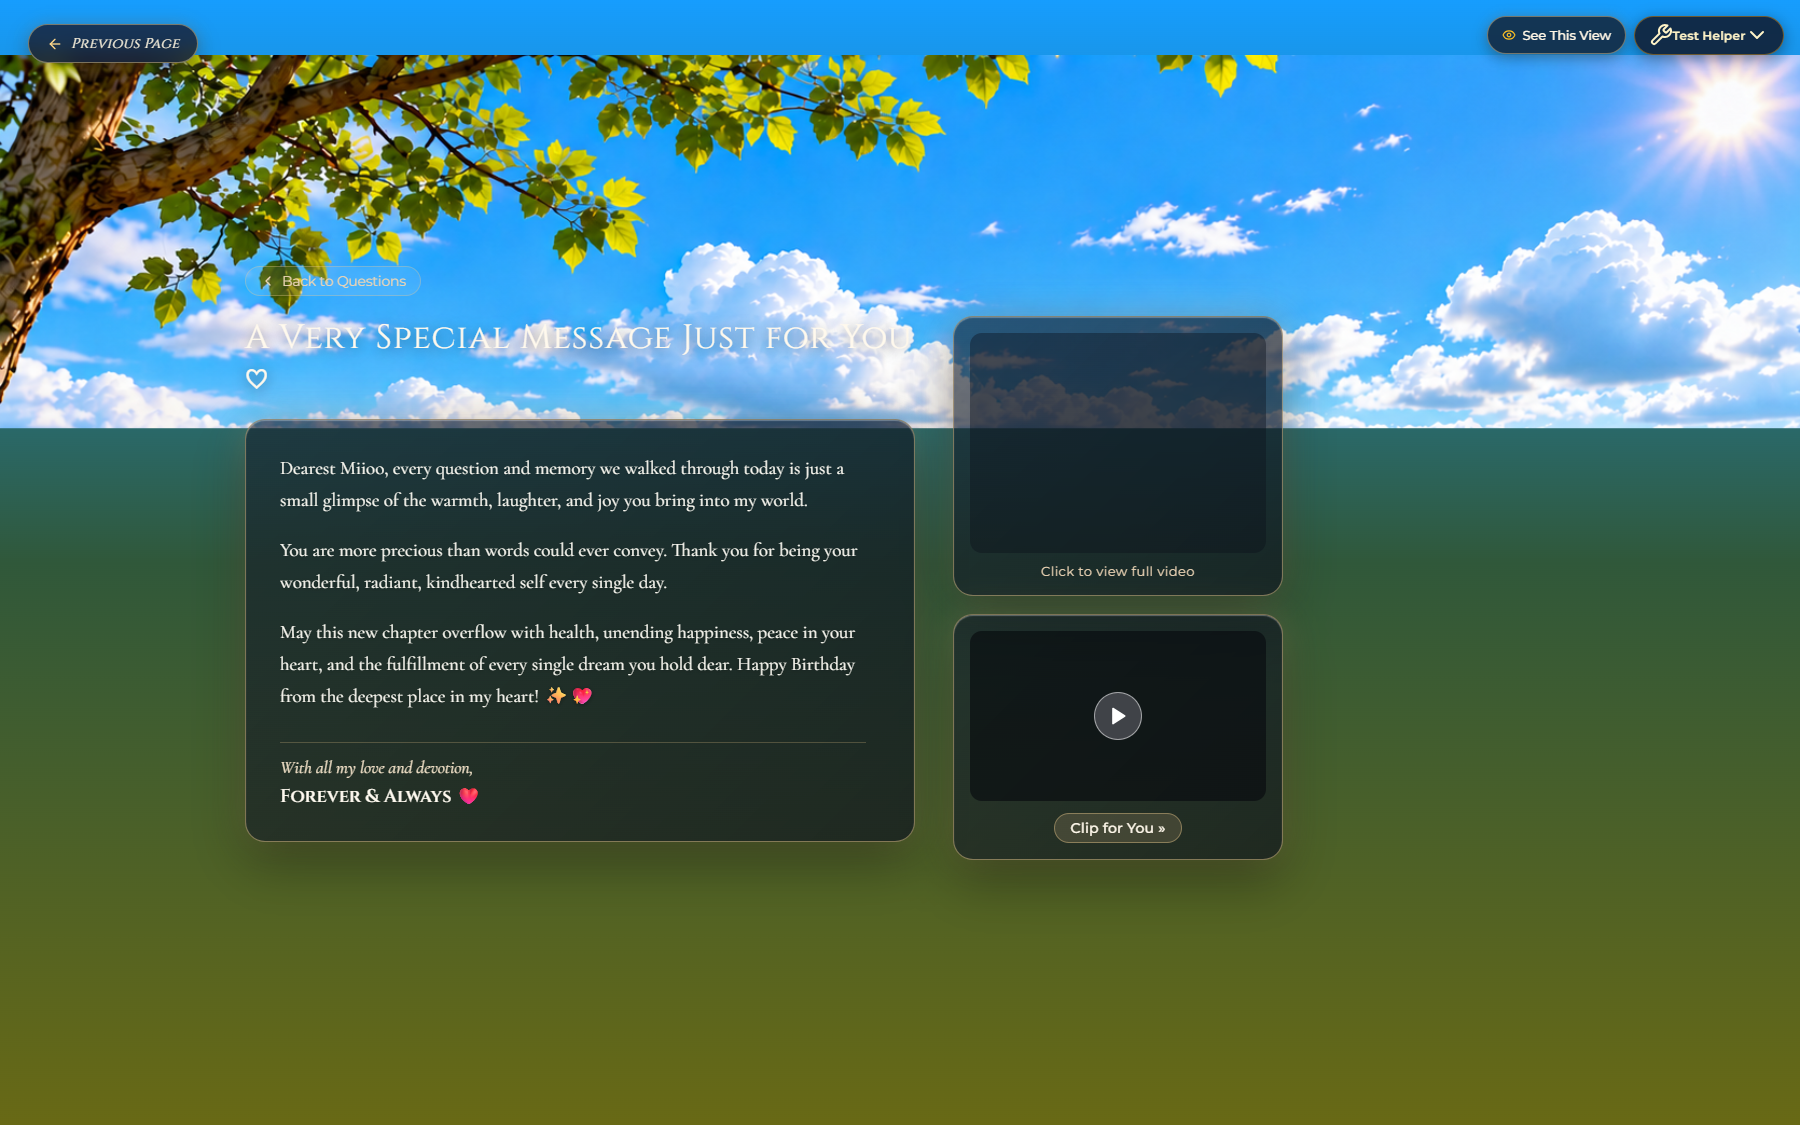 Previous Page
See This View
Test Helper
Back to Questions
A Very Special Message Just for You
♡
Dearest Miioo, every question and memory we walked through today is just a
small glimpse of the warmth, laughter, and joy you bring into my world.
You are more precious than words could ever convey. Thank you for being your
wonderful, radiant, kindhearted self every single day.
May this new chapter overflow with health, unending happiness, peace in your
heart, and the fulfillment of every single dream you hold dear. Happy Birthday
from the deepest place in my heart! ✨ 💖
With all my love and devotion,
Forever & Always ❤️
Click to view full video
Clip for You »